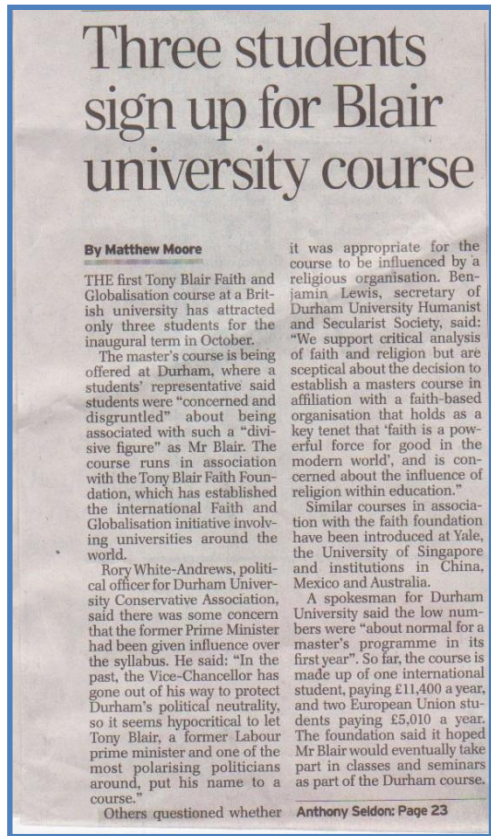 Three students
sign up for Blair
university course
By Matthew Moore
THE first Tony Blair Faith and
Globalisation course at a Brit-
ish university has attracted
only three students for the
inaugural term in October.
The master's course is being
offered at Durham, where a
students' representative said
students were "concerned and
disgruntled" about being
associated with such a "divi-
sive figure" as Mr Blair. The
course runs in association
with the Tony Blair Faith Foun-
dation, which has established
the international Faith and
Globalisation initiative involv-
ing universities around the
world.
Rory White-Andrews, politi-
cal officer for Durham Univer-
sity Conservative Association,
said there was some concern
that the former Prime Minister
had been given influence over
the syllabus. He said: "In the
past, the Vice-Chancellor has
gone out of his way to protect
Durham's political neutrality,
so it seems hypocritical to let
Tony Blair, a former Labour
prime minister and one of the
most polarising politicians
around, put his name to a
course."
Others questioned whether
it was appropriate for the
course to be influenced by a
religious organisation. Ben-
jamin Lewis, secretary of
Durham University Humanist
and Secularist Society, said:
"We support critical analysis
of faith and religion but are
sceptical about the decision to
establish a masters course in
affiliation with a faith-based
organisation that holds as a
key tenet that 'faith is a pow-
erful force for good in the
modern world', and is con-
cerned about the influence of
religion within education."
Similar courses in associa-
tion with the faith foundation
have been introduced at Yale,
the University of Singapore
and institutions in China,
Mexico and Australia.
A spokesman for Durham
University said the low num-
bers were "about normal for a
master's programme in its
first year". So far, the course is
made up of one international
student, paying £11,400 a year,
and two European Union stu-
dents paying £5,010 a year.
The foundation said it hoped
Mr Blair would eventually take
part in classes and seminars
as part of the Durham course.
Anthony Seldon: Page 23